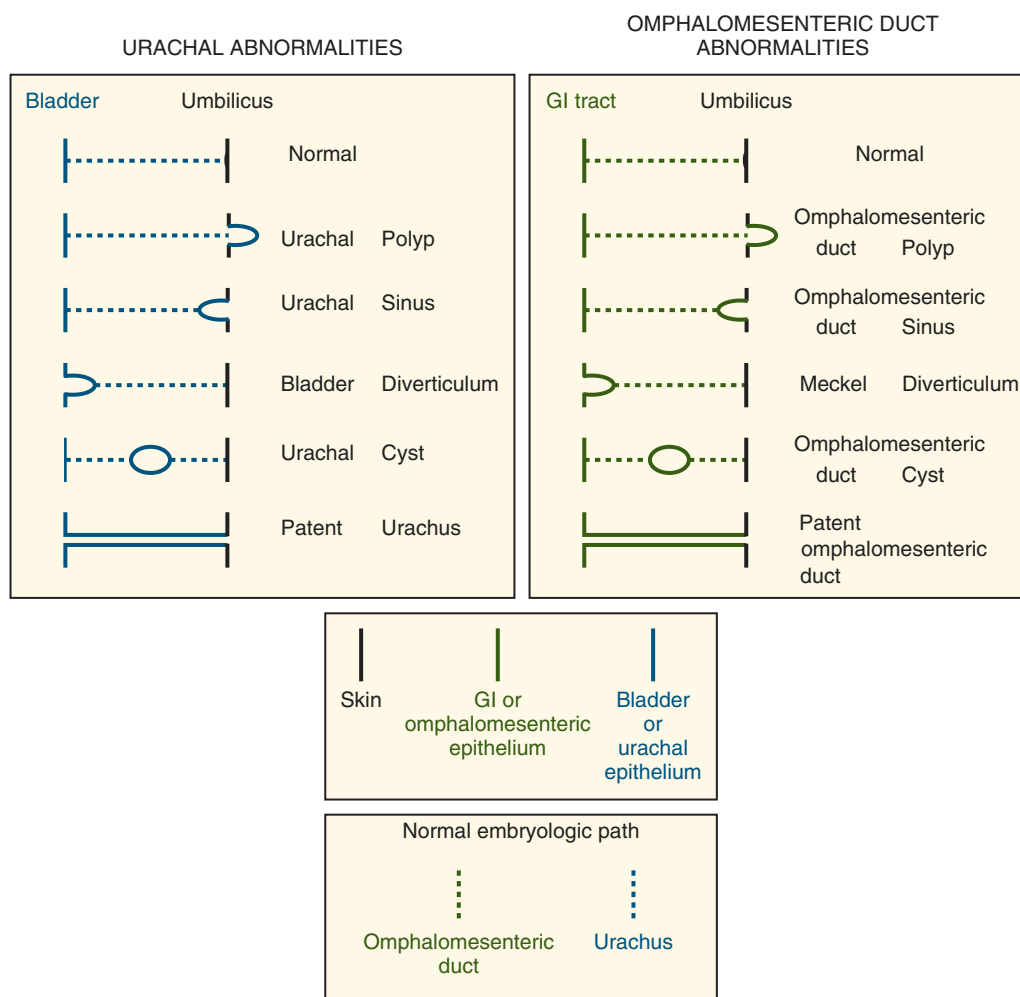 URACHAL ABNORMALITIES
Bladder Umbilicus
Normal
Urachal Polyp
Urachal Sinus
Bladder Diverticulum
Urachal Cyst
Patent Urachus
OMPHALOMESENTERIC DUCT
ABNORMALITIES
GI tract Umbilicus
Normal
Omphalomesenteric
duct Polyp
Omphalomesenteric
duct Sinus
Meckel Diverticulum
Omphalomesenteric
duct Cyst
Patent
omphalomesenteric
duct
Skin
GI or
omphalomesenteric
epithelium
Bladder
or
urachal
epithelium
Normal embryologic path
Omphalomesenteric
duct
Urachus